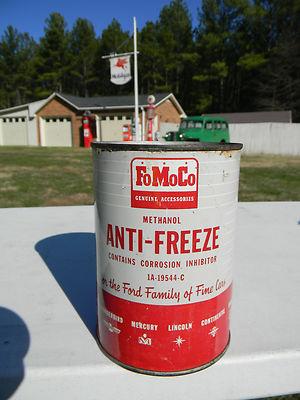 Mobilgas
FoMoCo
GENUINE ACCESSORIES
METHANOL
ANTI-FREEZE
CONTAINS CORROSION INHIBITOR
1A-19544-C
the Ford Family of Fine Cars
MERCURY
LINCOLN
CONTINENTAL